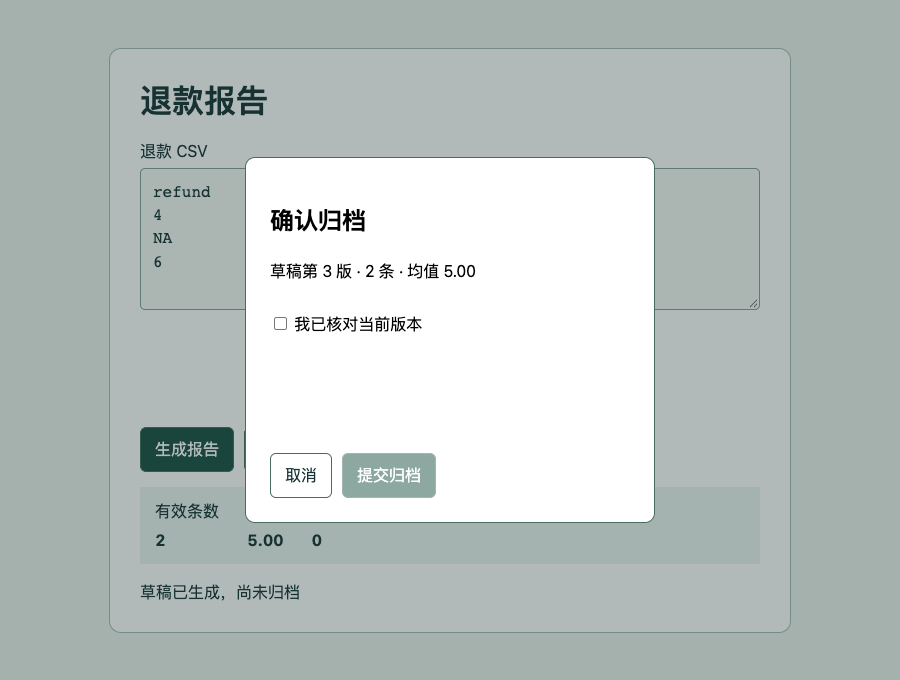 退款报告
退款 CSV
refund
4
NA
6
确认归档
草稿第 3 版 · 2 条 · 均值 5.00
我已核对当前版本
取消 提交归档
生成报告
有效条数
2 5.00 0
草稿已生成，尚未归档